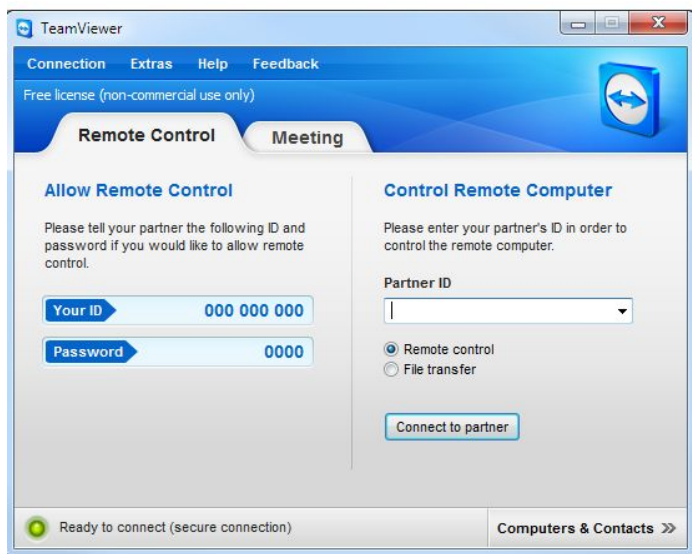 TeamViewer
Connection Extras Help Feedback
Free license (non-commercial use only)
Remote Control Meeting
Allow Remote Control
Please tell your partner the following ID and
password if you would like to allow remote
control.
Your ID 000 000 000
Password 0000
Control Remote Computer
Please enter your partner's ID in order to
control the remote computer.
Partner ID
Remote control
File transfer
Connect to partner
Ready to connect (secure connection)
Computers & Contacts >>